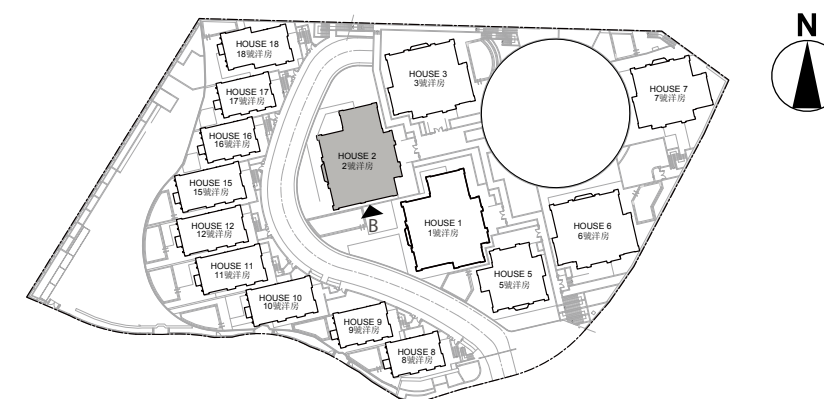 N
HOUSE 18
18號洋房
HOUSE 3
3號洋房
HOUSE 17
17號洋房
HOUSE 7
7號洋房
HOUSE 16
16號洋房
HOUSE 2
2號洋房
HOUSE 15
15號洋房
B
HOUSE 12
12號洋房
HOUSE 1
1號洋房
HOUSE 6
6號洋房
HOUSE 11
11號洋房
HOUSE 5
5號洋房
HOUSE 10
10號洋房
HOUSE 9
9號洋房
HOUSE 8
8號洋房